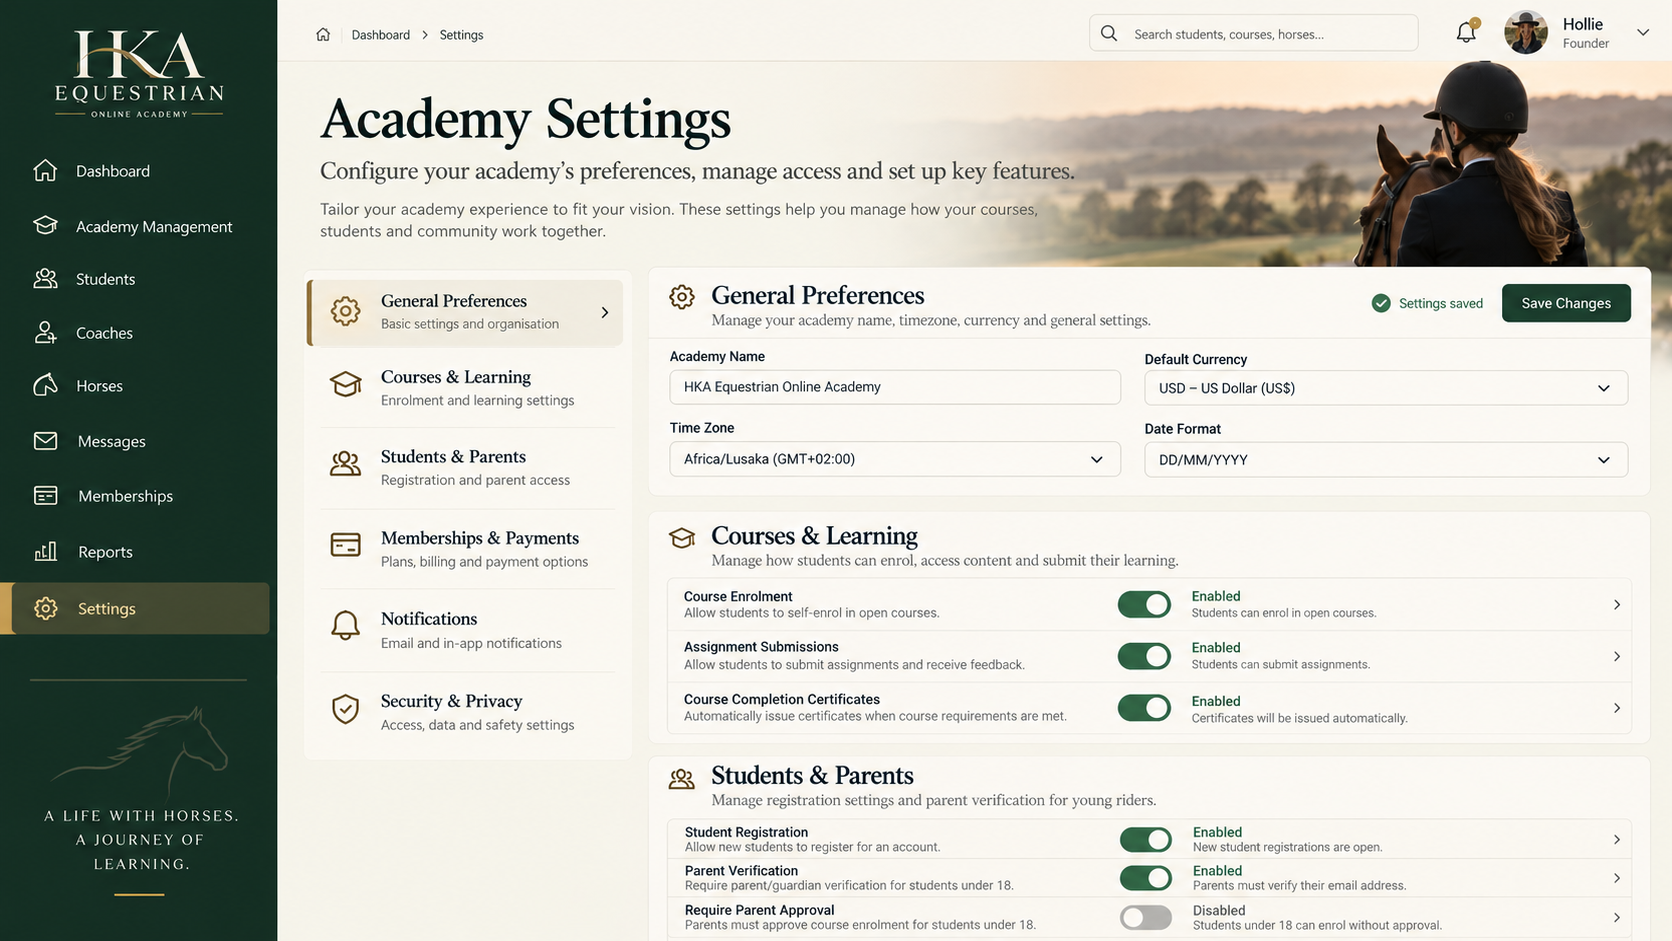 HKA
EQUESTRIAN
ONLINE ACADEMY
Dashboard
Academy Management
Students
Coaches
Horses
Messages
Memberships
Reports
Settings
A LIFE WITH HORSES.
A JOURNEY OF
LEARNING.
Dashboard
Settings
Search students, courses, horses...
Hollie
Founder
Academy Settings
Configure your academy’s preferences, manage access and set up key features.
Tailor your academy experience to fit your vision. These settings help you manage how your courses,
students and community work together.
General Preferences
Basic settings and organisation
Courses & Learning
Enrolment and learning settings
Students & Parents
Registration and parent access
Memberships & Payments
Plans, billing and payment options
Notifications
Email and in-app notifications
Security & Privacy
Access, data and safety settings
General Preferences
Manage your academy name, timezone, currency and general settings.
Settings saved
Save Changes
Academy Name
HKA Equestrian Online Academy
Default Currency
USD – US Dollar (US$)
Time Zone
Africa/Lusaka (GMT+02:00)
Date Format
DD/MM/YYYY
Courses & Learning
Manage how students can enrol, access content and submit their learning.
Course Enrolment
Allow students to self-enrol in open courses.
Enabled
Students can enrol in open courses.
Assignment Submissions
Allow students to submit assignments and receive feedback.
Enabled
Students can submit assignments.
Course Completion Certificates
Automatically issue certificates when course requirements are met.
Enabled
Certificates will be issued automatically.
Students & Parents
Manage registration settings and parent verification for young riders.
Student Registration
Allow new students to register for an account.
Enabled
New student registrations are open.
Parent Verification
Require parent/guardian verification for students under 18.
Enabled
Parents must verify their email address.
Require Parent Approval
Parents must approve course enrolment for students under 18.
Disabled
Students under 18 can enrol without approval.